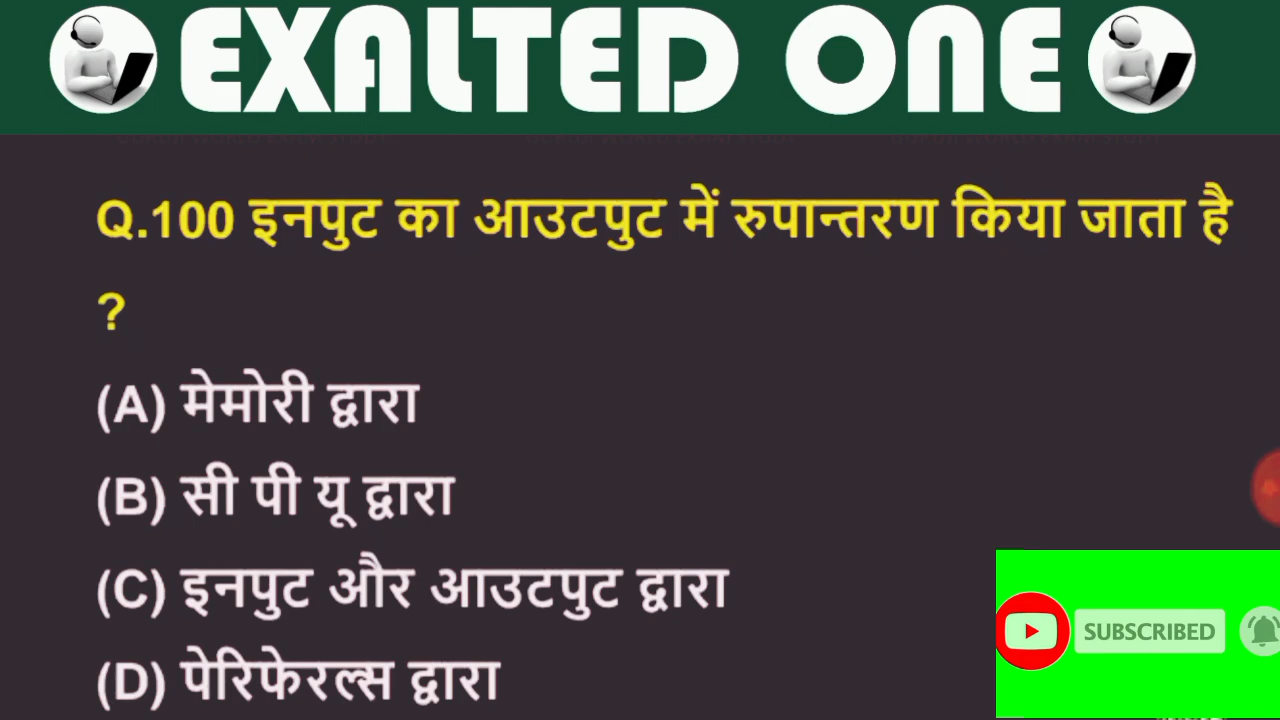 EXALTED ONE
Q.100 इनपुट का आउटपुट में रुपान्तरण किया जाता है
?
(A) मेमोरी द्वारा
(B) सी पी यू द्वारा
(C) इनपुट और आउटपुट द्वारा
(D) पेरिफेरल्स द्वारा
SUBSCRIBED